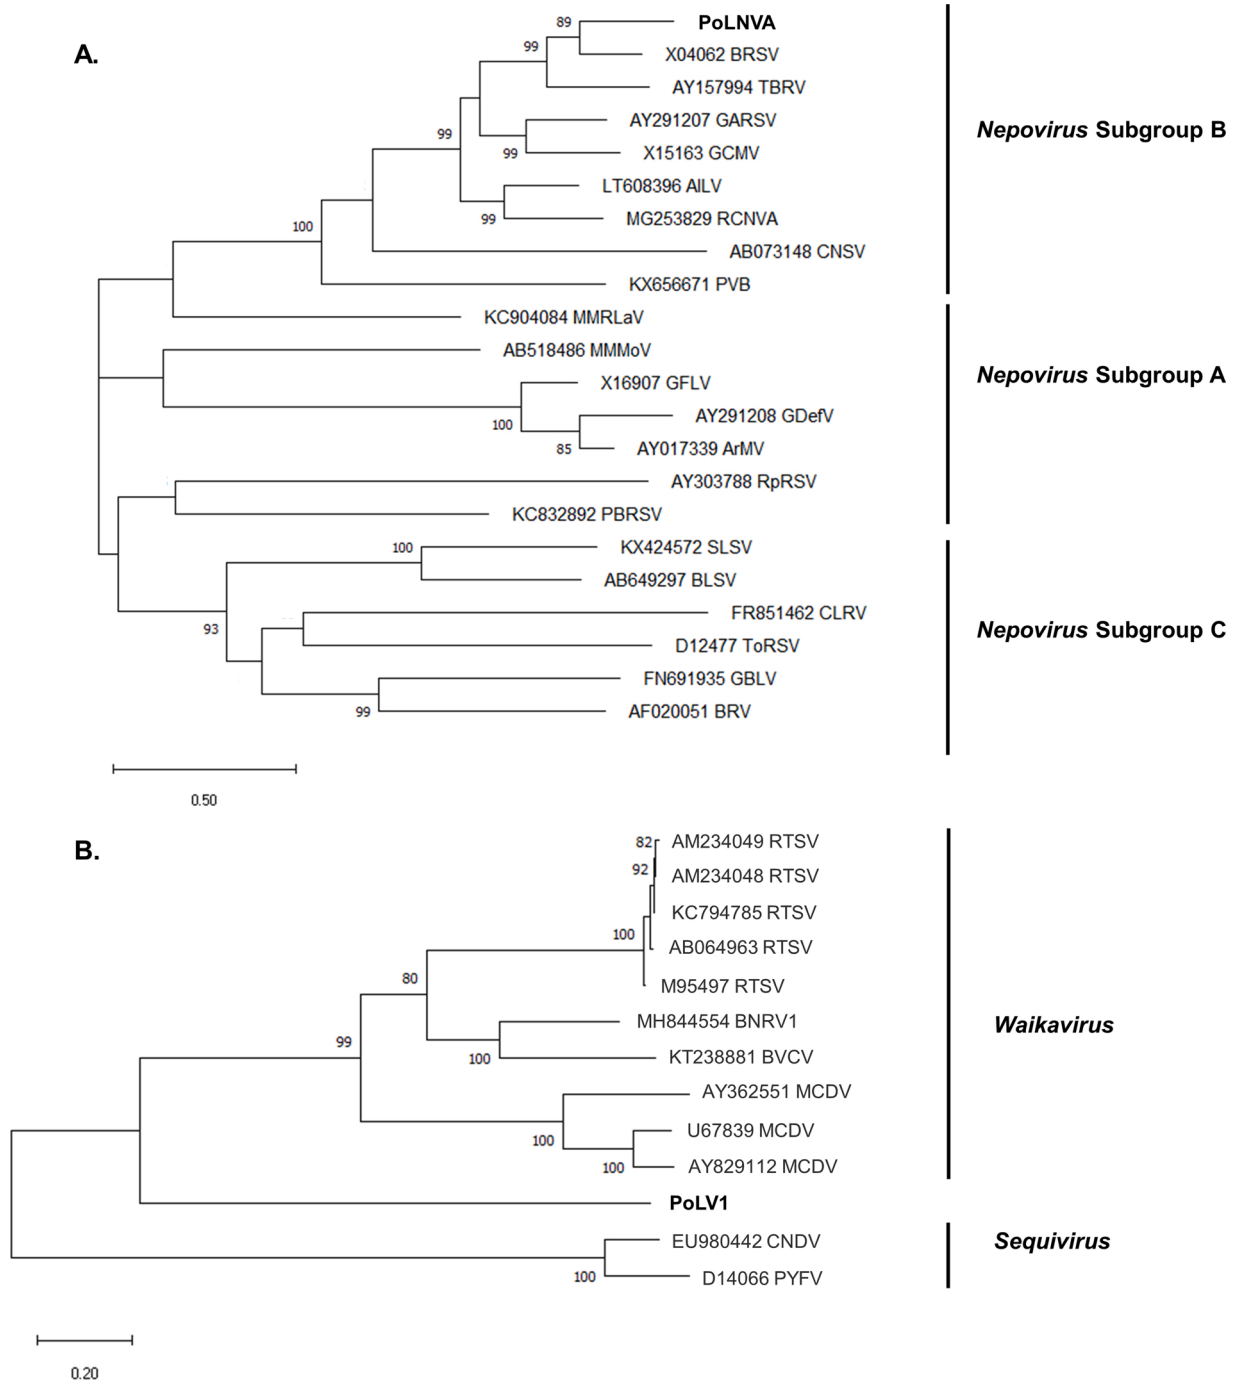 A.
89
PoLNVA
99
X04062 BRSV
AY157994 TBRV
99
AY291207 GARSV
Nepovirus Subgroup B
99
X15163 GCMV
LT608396 AILV
99
MG253829 RCNVA
100
AB073148 CNSV
KX656671 PVB
KC904084 MMRLaV
AB518486 MMMoV
Nepovirus Subgroup A
X16907 GFLV
100
AY291208 GDefV
85
AY017339 ArMV
AY303788 RpRSV
KC832892 PBRSV
100
KX424572 SLSV
AB649297 BLSV
FR851462 CLRV
93
Nepovirus Subgroup C
D12477 ToRSV
FN691935 GBLV
99
AF020051 BRV
0.50
B.
82
AM234049 RTSV
92
AM234048 RTSV
KC794785 RTSV
100
AB064963 RTSV
80
M95497 RTSV
MH844554 BNRV1
Waikavirus
99
100
KT238881 BVCV
AY362551 MCDV
100
U67839 MCDV
100
AY829112 MCDV
PoLV1
EU980442 CNDV
Sequivirus
100
D14066 PYFV
0.20